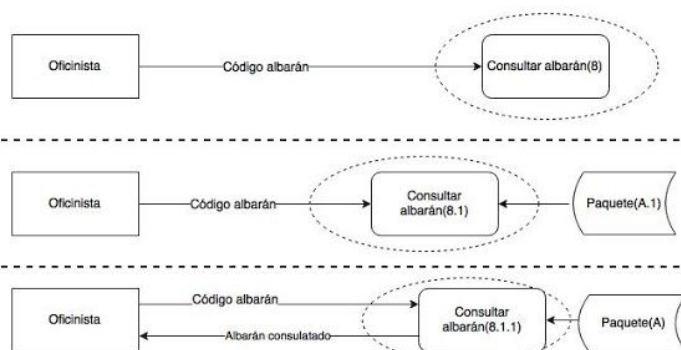 Oficinista
Código albarán
Consultar albarán(8)
Oficinista
Código albarán
Consultar
albarán(8.1)
Paquete(A.1)
Código albarán
Oficinista
Albarán consulatado
Consultar
albarán(8.1.1)
Paquete(A)